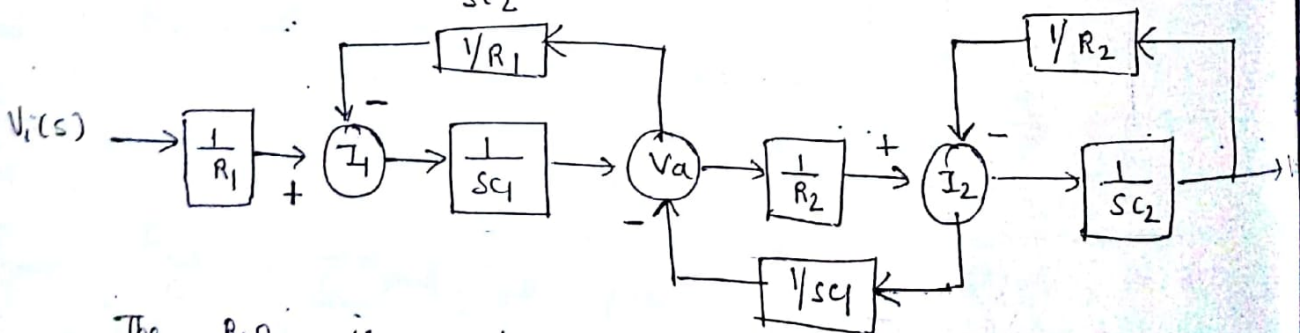 SC2
1/R1
1/R2
Vi(s)
-
-
1/R1
+
I1
1/SC1
Va
1/R2
+
I2
1/SC2
-
1/SC1
The